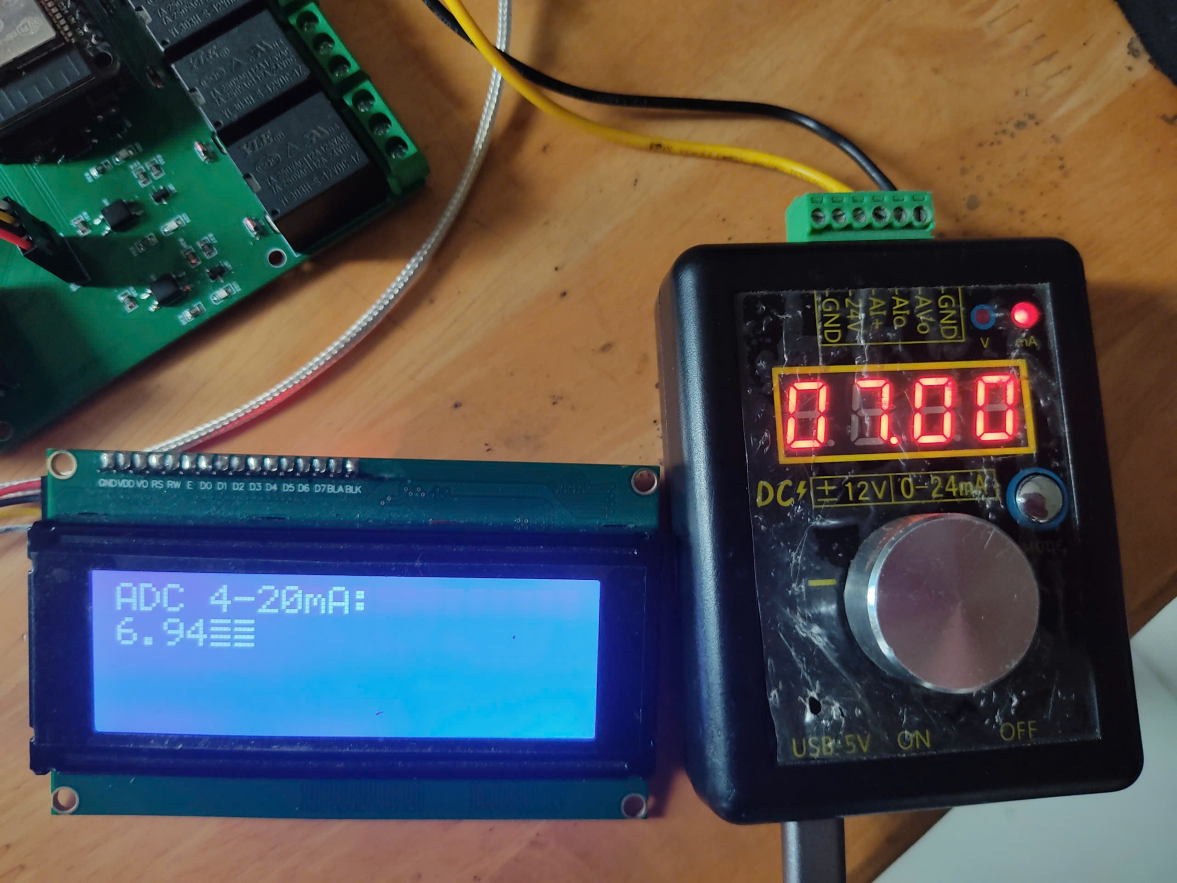 GND VDD VO RS RW E D0 D1 D2 D3 D4 D5 D6 D7 BLA BLK
ADC 4-20mA:
6.94
GND
24V
AI+
AIo
AVo
GND
V
mA
07.00
DC ± 12V 0-24mA
USB 5V ON OFF